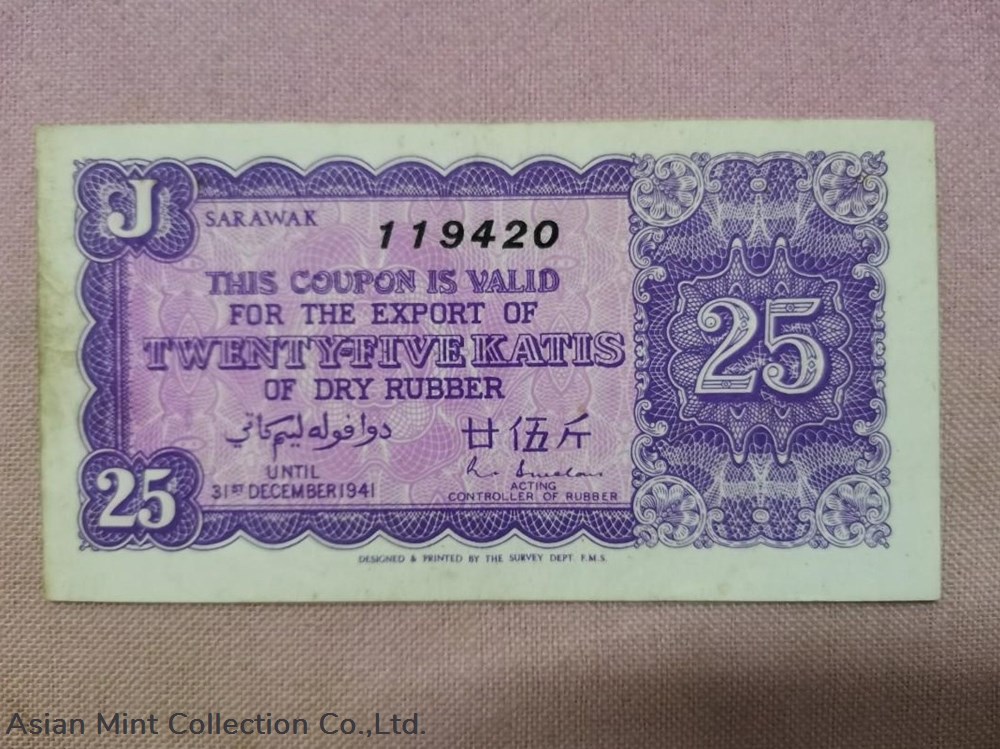 J
SARAWAK
119420
THIS COUPON IS VALID
FOR THE EXPORT OF
TWENTY-FIVE KATIS
OF DRY RUBBER
دوا ڤوله ليم كاتي
廿伍斤
UNTIL
31ST DECEMBER 1941
ACTING
CONTROLLER OF RUBBER
25
25
DESIGNED & PRINTED BY THE SURVEY DEPT. F.M.S.
Asian Mint Collection Co.,Ltd.